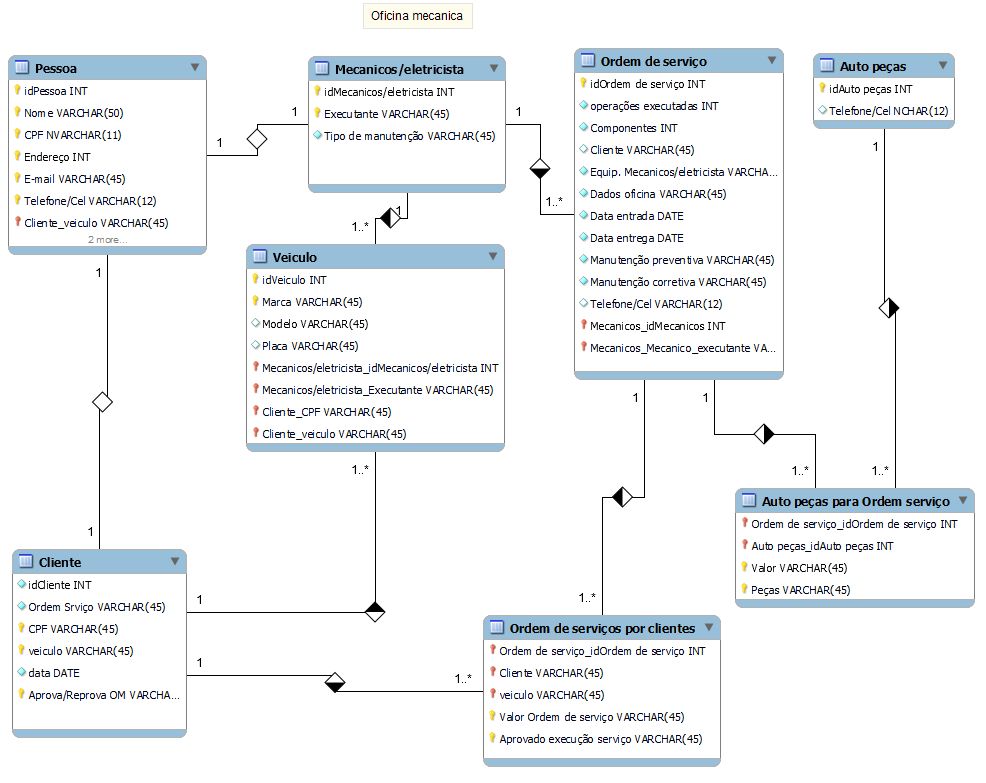 Oficina mecanica
Pessoa
idPessoa INT
Nome VARCHAR(50)
CPF NVARCHAR(11)
Endereço INT
E-mail VARCHAR(45)
Telefone/Cel VARCHAR(12)
Cliente_veiculo VARCHAR(45)
2 more...
1
1
Mecanicos/eletricista
idMecanicos/eletricista INT
Executante VARCHAR(45)
Tipo de manutenção VARCHAR(45)
1
1..*
Ordem de serviço
idOrdem de serviço INT
operações executadas INT
Componentes INT
Cliente VARCHAR(45)
Equip. Mecanicos/eletricista VARCHA...
Dados oficina VARCHAR(45)
Data entrada DATE
Data entrega DATE
Manutenção preventiva VARCHAR(45)
Manutenção corretiva VARCHAR(45)
Telefone/Cel VARCHAR(12)
Mecanicos_idMecanicos INT
Mecanicos_Mecanico_executante VA...
Auto peças
idAuto peças INT
Telefone/Cel NCHAR(12)
1
1
1..*
Veiculo
idVeiculo INT
Marca VARCHAR(45)
Modelo VARCHAR(45)
Placa VARCHAR(45)
Mecanicos/eletricista_idMecanicos/eletricista INT
Mecanicos/eletricista_Executante VARCHAR(45)
Cliente_CPF VARCHAR(45)
Cliente_veiculo VARCHAR(45)
1
1
1
1..*
1..*
1..*
Auto peças para Ordem serviço
Ordem de serviço_idOrdem de serviço INT
Auto peças_idAuto peças INT
Valor VARCHAR(45)
Peças VARCHAR(45)
1
Cliente
idCliente INT
Ordem Srviço VARCHAR(45)
CPF VARCHAR(45)
veiculo VARCHAR(45)
data DATE
Aprova/Reprova OM VARCHA...
1
1
1..*
1..*
Ordem de serviços por clientes
Ordem de serviço_idOrdem de serviço INT
Cliente VARCHAR(45)
veiculo VARCHAR(45)
Valor Ordem de serviço VARCHAR(45)
Aprovado execução serviço VARCHAR(45)